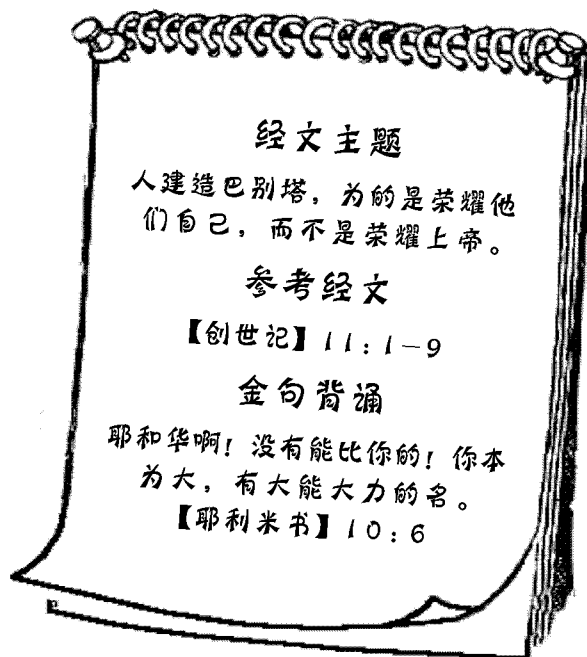 经文主题
人建造巴别塔，为的是荣耀他
们自己，而不是荣耀上帝。
参考经文
【创世记】11：1－9
金句背诵
耶和华啊！没有能比你的！你本
为大，有大能大力的名。
【耶利米书】10：6